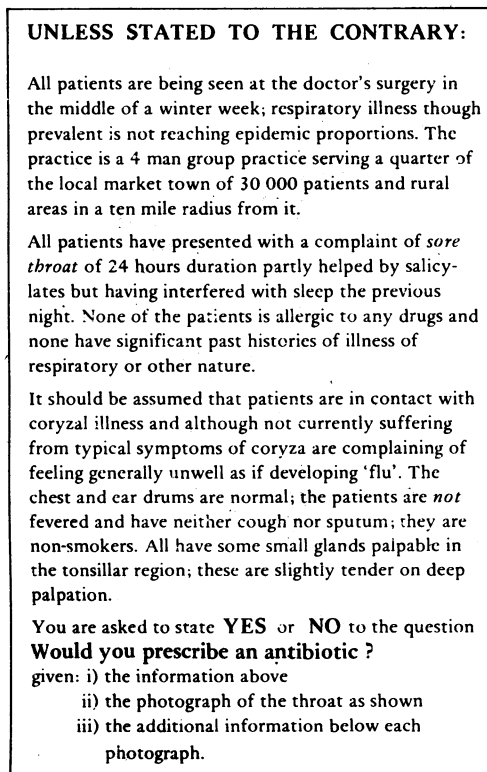 UNLESS STATED TO THE CONTRARY:
All patients are being seen at the doctor's surgery in
the middle of a winter week; respiratory illness though
prevalent is not reaching epidemic proportions. The
practice is a 4 man group practice serving a quarter of
the local market town of 30 000 patients and rural
areas in a ten mile radius from it.
All patients have presented with a complaint of sore
throat of 24 hours duration partly helped by salicy-
lates but having interfered with sleep the previous
night. None of the patients is allergic to any drugs and
none have significant past histories of illness of
respiratory or other nature.
It should be assumed that patients are in contact with
coryzal illness and although not currently suffering
from typical symptoms of coryza are complaining of
feeling generally unwell as if developing 'flu'. The
chest and ear drums are normal; the patients are not
fevered and have neither cough nor sputum; they are
non-smokers. All have some small glands palpable in
the tonsillar region; these are slightly tender on deep
palpation.
You are asked to state YES or NO to the question
Would you prescribe an antibiotic ?
given: i) the information above
ii) the photograph of the throat as shown
iii) the additional information below each
photograph.